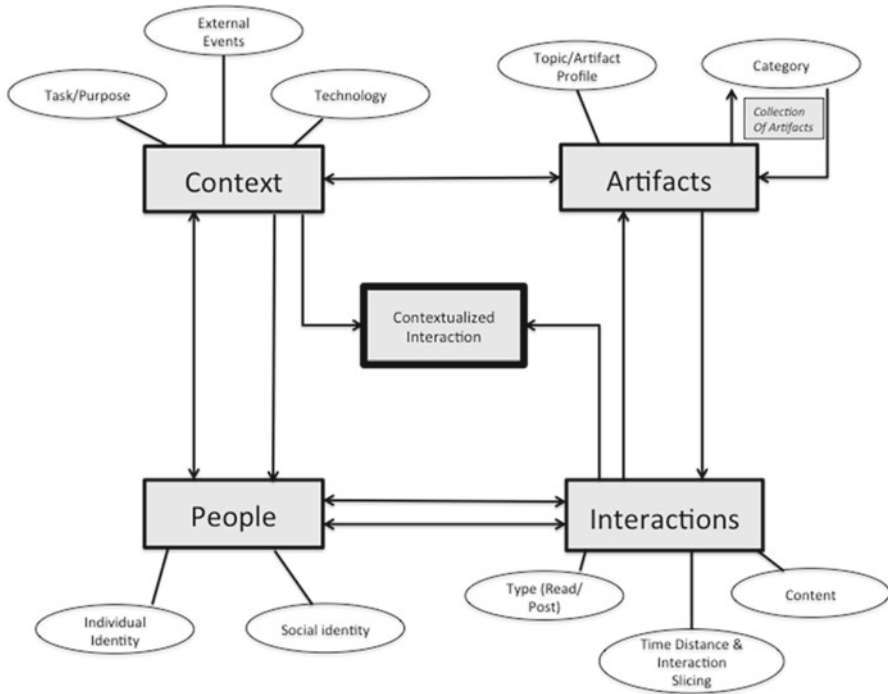 External
Events
Task/Purpose
Technology
Topic/Artifact
Profile
Category
Collection
Of Artifacts
Context
Artifacts
Contextualized
Interaction
People
Interactions
Individual
Identity
Social identity
Type (Read/
Post)
Content
Time Distance &
Interaction
Slicing